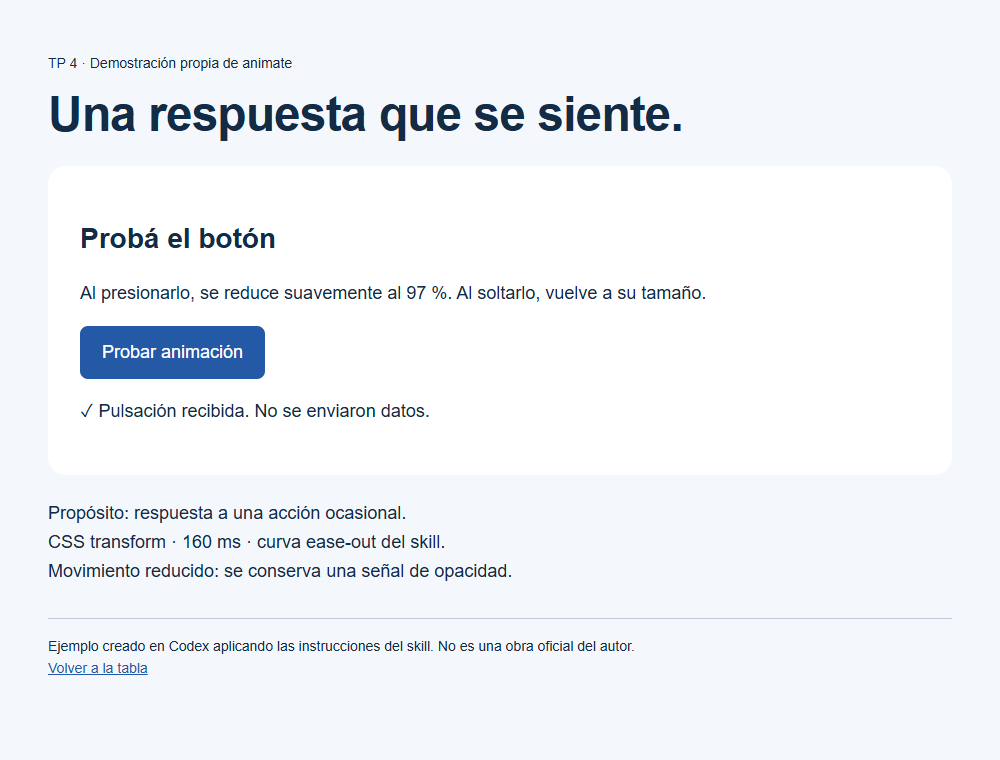 TP 4 · Demostración propia de animate
Una respuesta que se siente.
Probá el botón
Al presionarlo, se reduce suavemente al 97 %. Al soltarlo, vuelve a su tamaño.
Probar animación
✓ Pulsación recibida. No se enviaron datos.
Propósito: respuesta a una acción ocasional.
CSS transform · 160 ms · curva ease-out del skill.
Movimiento reducido: se conserva una señal de opacidad.
Ejemplo creado en Codex aplicando las instrucciones del skill. No es una obra oficial del autor.
Volver a la tabla